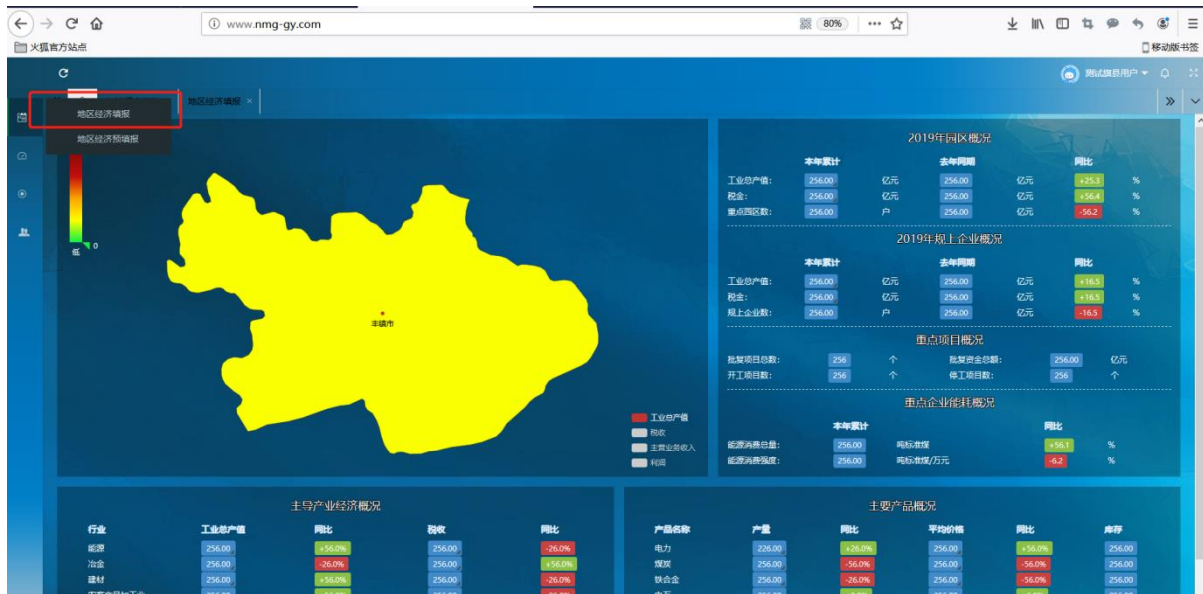 www.nmg-gy.com
80%
火狐官方站点
移动版书签
测试旗县用户
地区经济填报
地区经济填报 ×
地区经济预填报
低
0
丰镇市
工业总产值
税收
主营业务收入
利润
2019年园区概况
本年累计 去年同期 同比
工业总产值: 256.00 亿元 256.00 亿元 +25.3 %
税金: 256.00 亿元 256.00 亿元 +56.4 %
重点园区数: 256.00 户 256.00 亿元 -56.2 %
2019年规上企业概况
本年累计 去年同期 同比
工业总产值: 256.00 亿元 256.00 亿元 +16.5 %
税金: 256.00 亿元 256.00 亿元 +16.5 %
规上企业数: 256.00 户 256.00 亿元 -16.5 %
重点项目概况
批复项目总数: 256 个 批复资金总额: 256.00 亿元
开工项目数: 256 个 停工项目数: 256 个
重点企业能耗概况
本年累计 同比
能源消费总量: 256.00 吨标准煤 +56.1 %
能源消费强度: 256.00 吨标准煤/万元 -6.2 %
主导产业经济概况
行业 工业总产值 同比 税收 同比
能源 256.00 +56.0% 256.00 -26.0%
冶金 256.00 -26.0% 256.00 +56.0%
建材 256.00 +56.0% 256.00 -26.0%
主要产品概况
产品名称 产量 同比 平均价格 同比 库存
电力 226.00 +26.0% 256.00 +56.0% 256.00
煤炭 256.00 -56.0% 256.00 -56.0% 256.00
铁合金 256.00 -26.0% 256.00 -56.0% 256.00